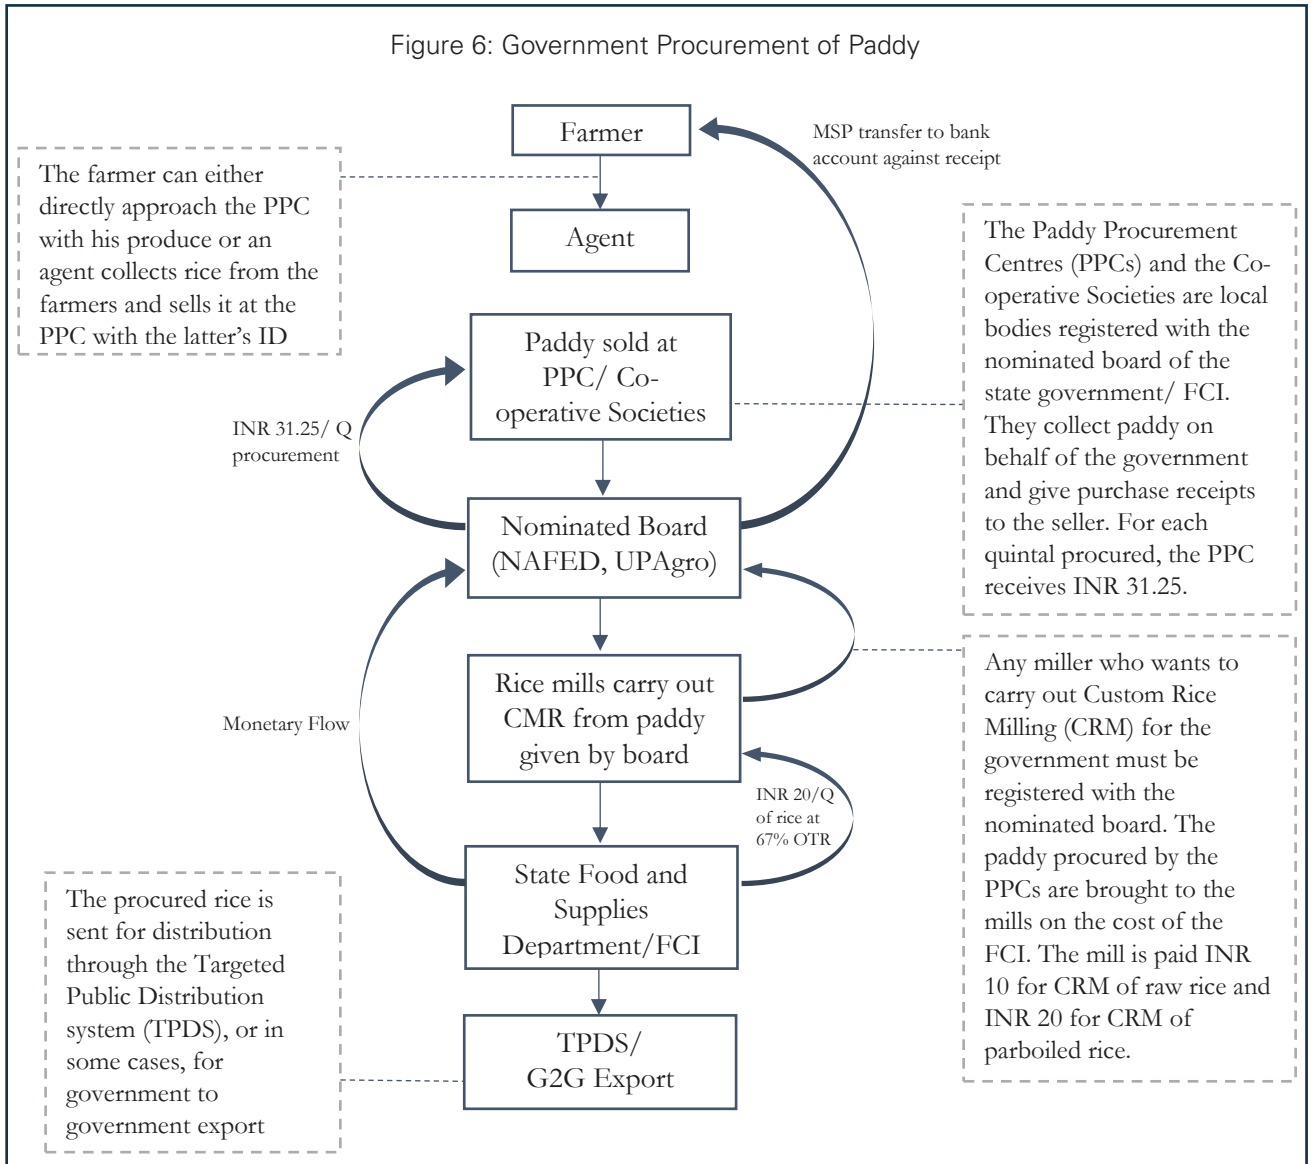 Figure 6: Government Procurement of Paddy
Farmer
MSP transfer to bank
account against receipt
The farmer can either
directly approach the PPC
with his produce or an
agent collects rice from the
farmers and sells it at the
PPC with the latter's ID
Agent
The Paddy Procurement
Centres (PPCs) and the Co-
operative Societies are local
bodies registered with the
nominated board of the
state government/ FCI.
They collect paddy on
behalf of the government
and give purchase receipts
to the seller. For each
quintal procured, the PPC
receives INR 31.25.
Paddy sold at
PPC/ Co-
operative Societies
INR 31.25/ Q
procurement
Nominated Board
(NAFED, UPAgro)
Rice mills carry out
CMR from paddy
given by board
Any miller who wants to
carry out Custom Rice
Milling (CRM) for the
government must be
registered with the
nominated board. The
paddy procured by the
PPCs are brought to the
mills on the cost of the
FCI. The mill is paid INR
10 for CRM of raw rice and
INR 20 for CRM of
parboiled rice.
Monetary Flow
INR 20/Q
of rice at
67% OTR
State Food and
Supplies
Department/FCI
The procured rice is
sent for distribution
through the Targeted
Public Distribution
system (TPDS), or in
some cases, for
government to
government export
TPDS/
G2G Export